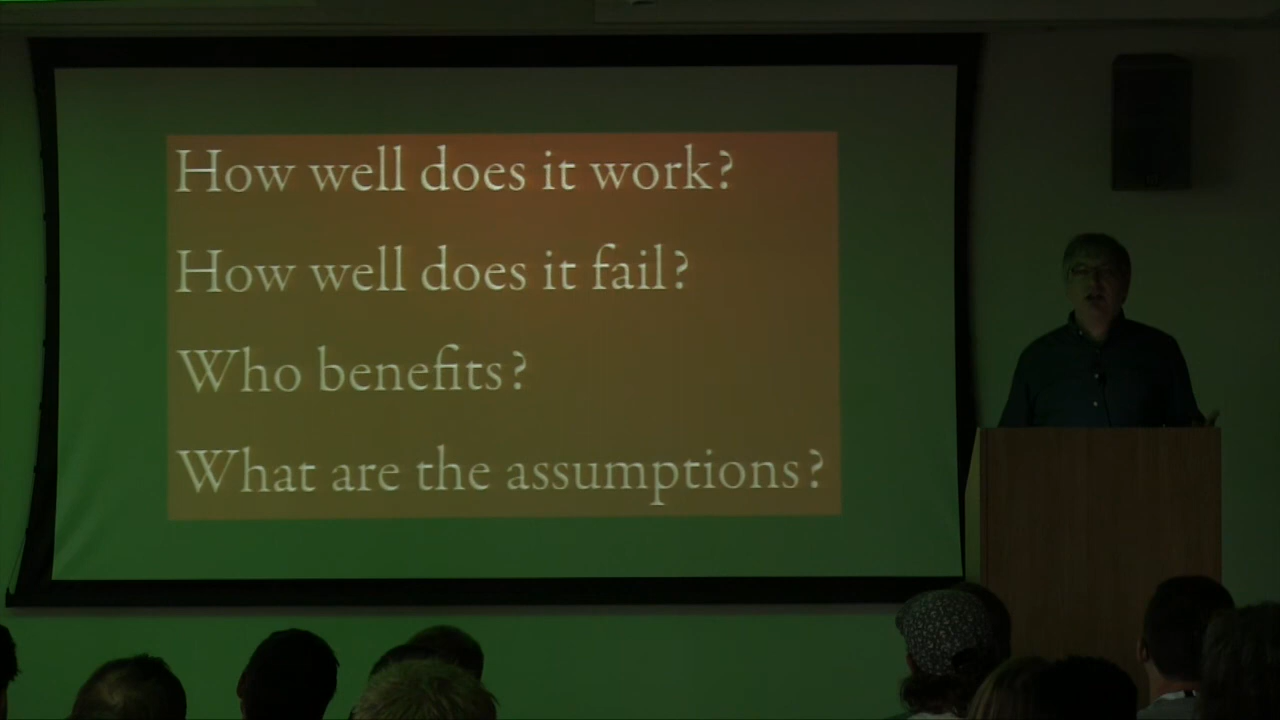 How well does it work?
How well does it fail?
Who benefits?
What are the assumptions?